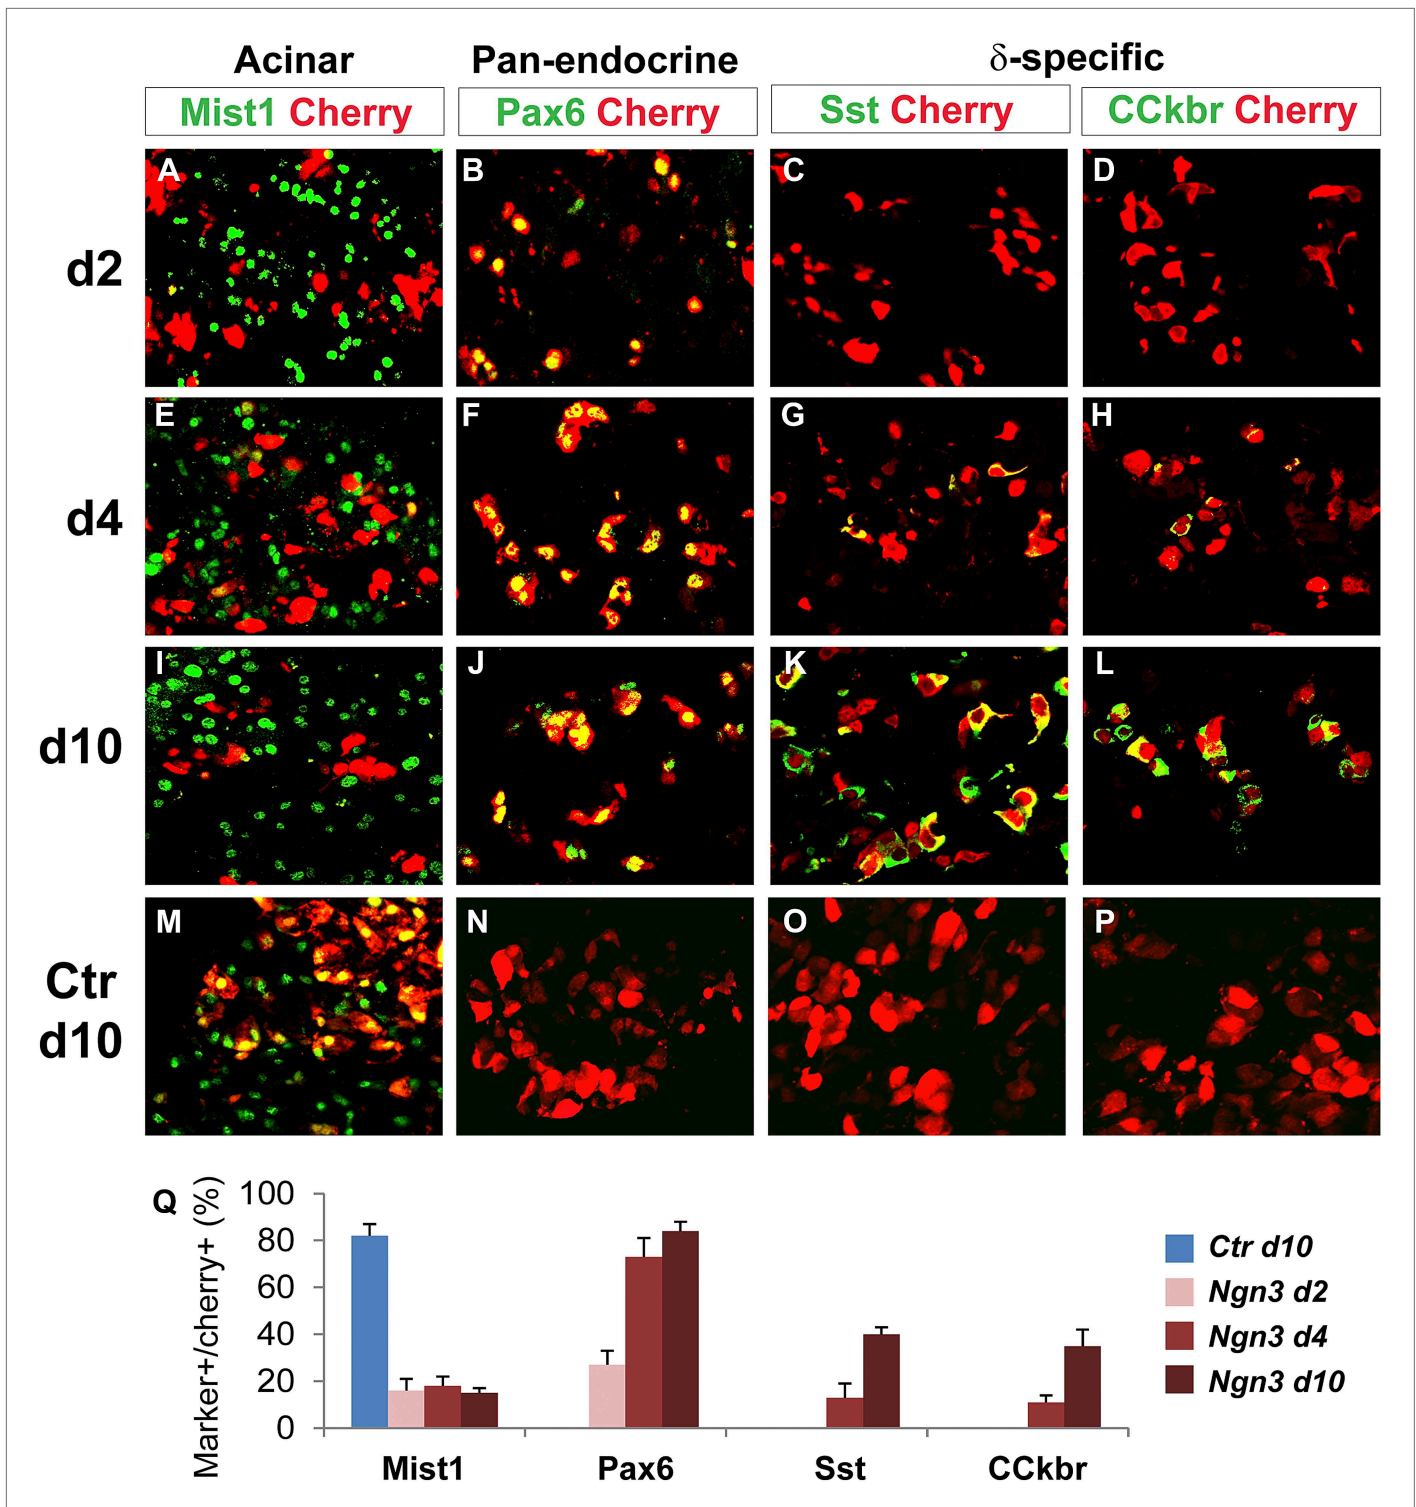 Acinar Pan-endocrine δ-specific
Mist1 Cherry Pax6 Cherry Sst Cherry CCkbr Cherry
A B C D
d2
E F G H
d4
I J K L
d10
M N O P
Ctr
d10
Q
Marker+/cherry+ (%)
100
80
60
40
20
0
Mist1 Pax6 Sst CCkbr
Ctr d10
Ngn3 d2
Ngn3 d4
Ngn3 d10